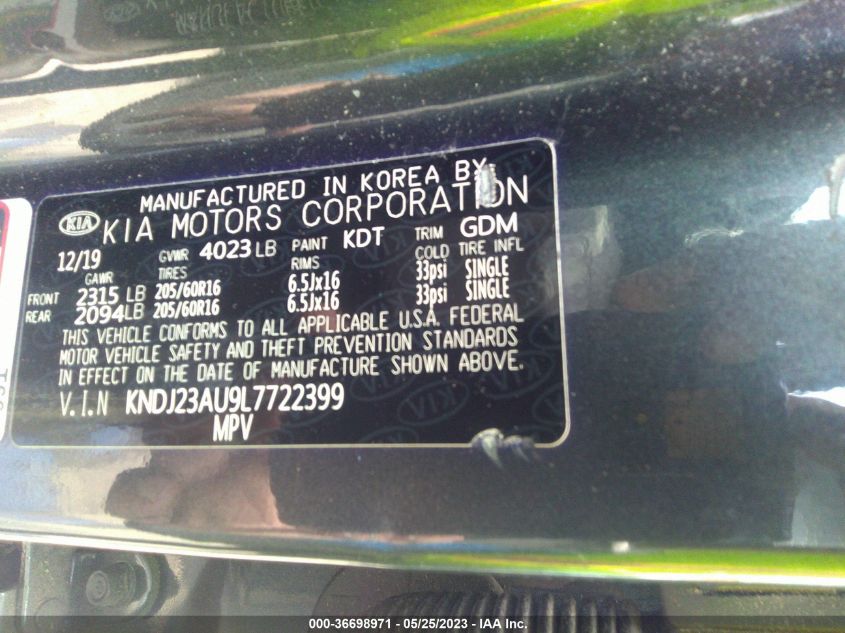 MANUFACTURED IN KOREA BY
KIA KIA MOTORS CORPORATION
12/19 GVWR 4023 LB PAINT KDT TRIM GDM
GAWR TIRES RIMS COLD TIRE INFL
FRONT 2315 LB 205/60R16 6.5Jx16 33psi SINGLE
REAR 2094LB 205/60R16 6.5Jx16 33psi SINGLE
THIS VEHICLE CONFORMS TO ALL APPLICABLE U.S.A. FEDERAL
MOTOR VEHICLE SAFETY AND THEFT PREVENTION STANDARDS
IN EFFECT ON THE DATE OF MANUFACTURE SHOWN ABOVE.
V.I.N KNDJ23AU9L7722399
MPV
000-36698971 - 05/25/2023 - IAA Inc.